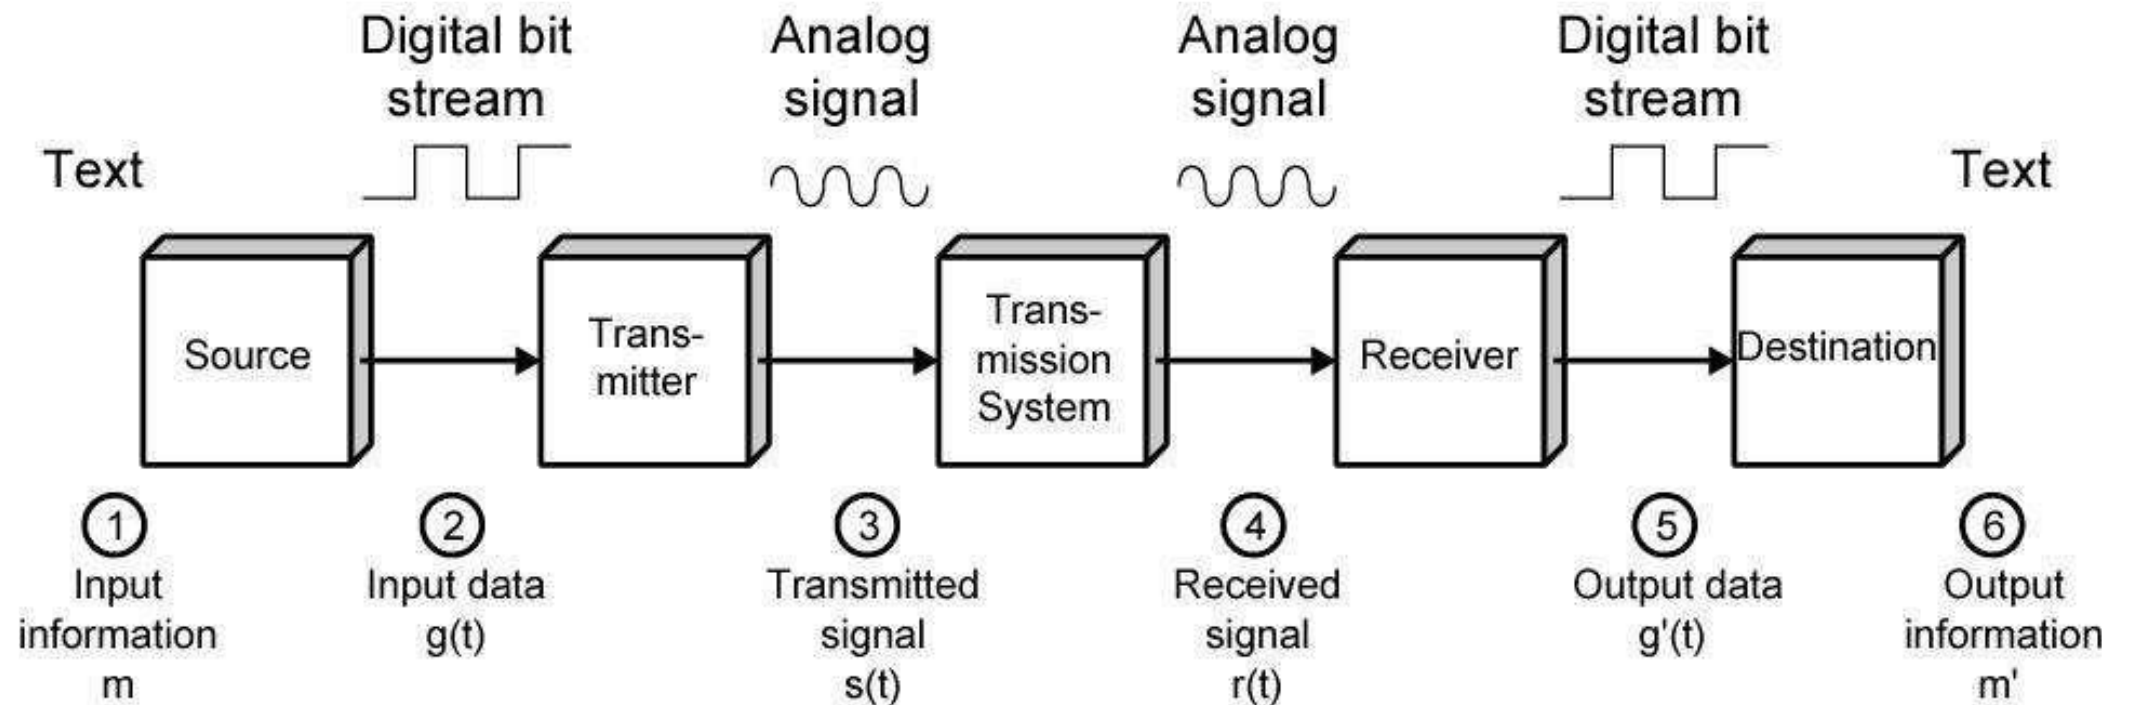 Digital bit
stream
Analog
signal
Analog
signal
Digital bit
stream
Text
Text
Source
Trans-
mitter
Trans-
mission
System
Receiver
Destination
1
Input
information
m
2
Input data
g(t)
3
Transmitted
signal
s(t)
4
Received
signal
r(t)
5
Output data
g'(t)
6
Output
information
m'